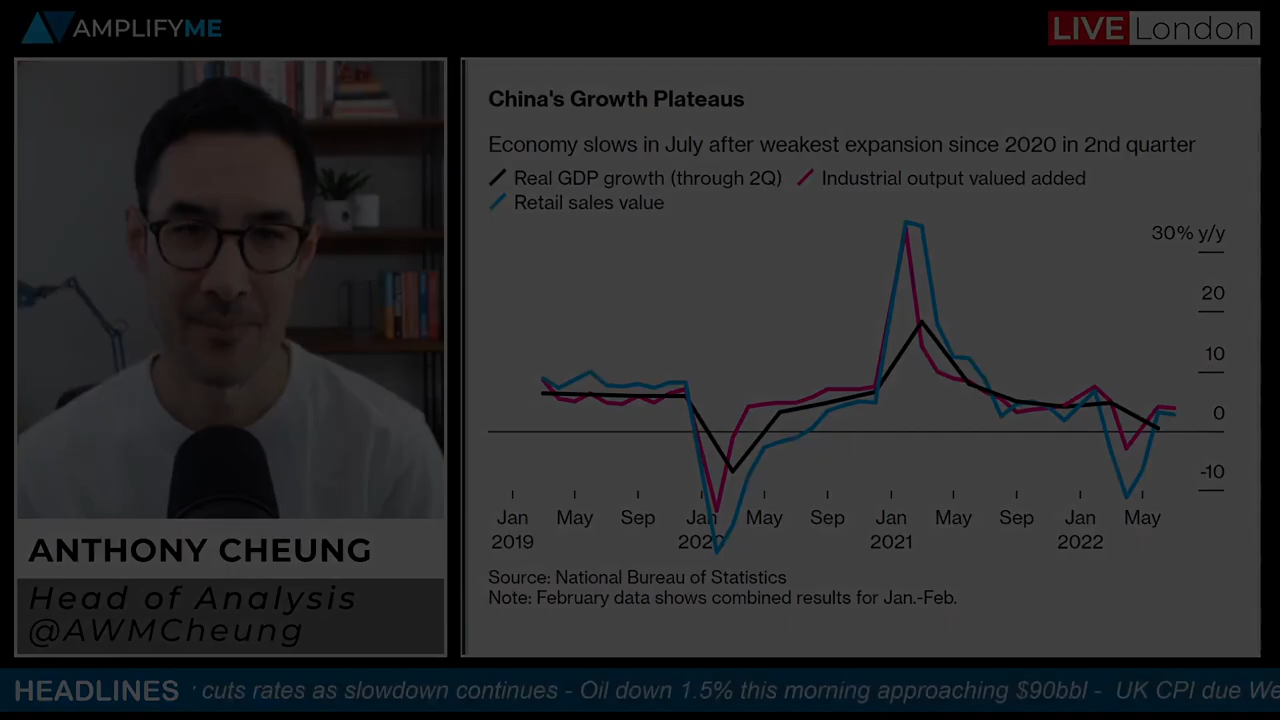 AMPLIFYME
LIVE London
China's Growth Plateaus
Economy slows in July after weakest expansion since 2020 in 2nd quarter
Real GDP growth (through 2Q) Industrial output valued added
Retail sales value
30% y/y
20
10
0
-10
Jan May Sep Jan May Sep Jan May Sep Jan May
2019 2020 2021 2022
Source: National Bureau of Statistics
Note: February data shows combined results for Jan.-Feb.
ANTHONY CHEUNG
Head of Analysis
@AWMCheung
HEADLINES cuts rates as slowdown continues - Oil down 1.5% this morning approaching $90bbl - UK CPI due We